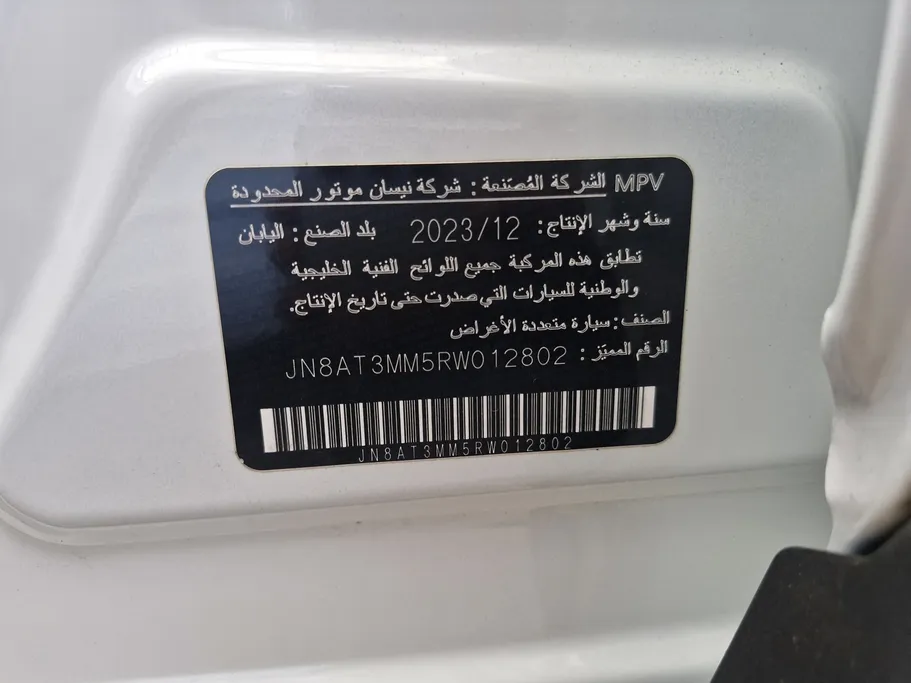 MPV الشركة المُصنّعة : شركة نيسان موتور المحدودة
سنة وشهر الإنتاج: 2023/12 بلد الصنع : اليابان
تطابق هذه المركبة جميع اللوائح الفنية الخليجية
والوطنية للسيارات التي صدرت حتى تاريخ الإنتاج.
الصنف : سيارة متعددة الأغراض
الرقم المميّز : JN8AT3MM5RW012802
JN8AT3MM5RW012802